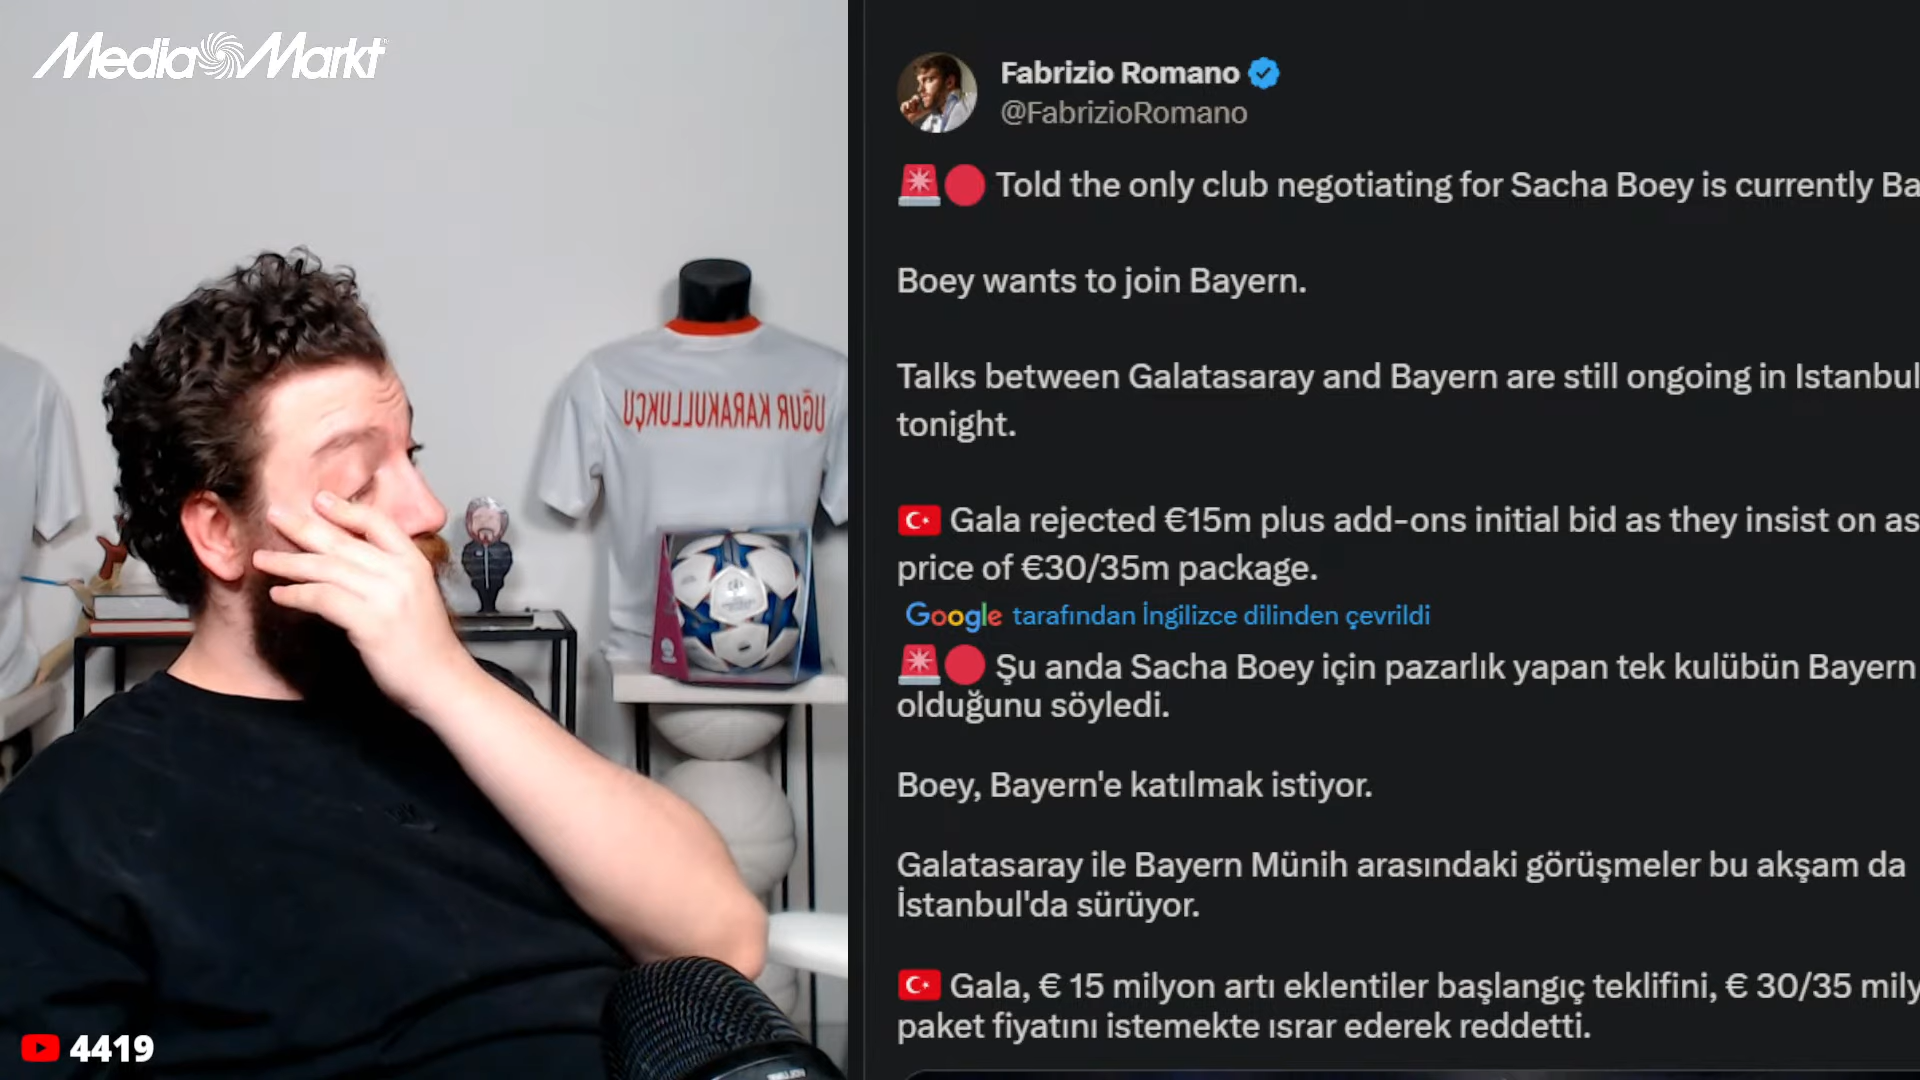 MediaMarkt
UĞUR KARAKULLUKÇU
4419
Fabrizio Romano
@FabrizioRomano
Told the only club negotiating for Sacha Boey is currently Ba
Boey wants to join Bayern.
Talks between Galatasaray and Bayern are still ongoing in Istanbul
tonight.
Gala rejected €15m plus add-ons initial bid as they insist on as
price of €30/35m package.
Google tarafından İngilizce dilinden çevrildi
Şu anda Sacha Boey için pazarlık yapan tek kulübün Bayern
olduğunu söyledi.
Boey, Bayern'e katılmak istiyor.
Galatasaray ile Bayern Münih arasındaki görüşmeler bu akşam da
İstanbul'da sürüyor.
Gala, € 15 milyon artı eklentiler başlangıç teklifini, € 30/35 mily
paket fiyatını istemekte ısrar ederek reddetti.